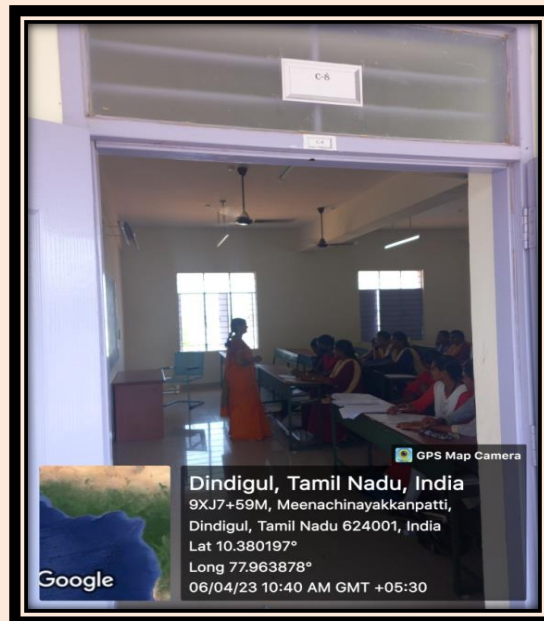 C-8
GPS Map Camera
Dindigul, Tamil Nadu, India
9XJ7+59M, Meenachinayakkanpatti,
Dindigul, Tamil Nadu 624001, India
Lat 10.380197°
Long 77.963878°
06/04/23 10:40 AM GMT +05:30
Google